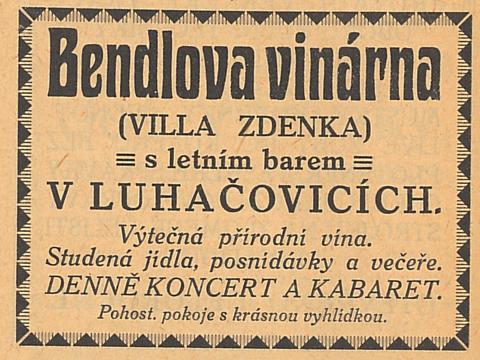 Bendlova vinárna
(VILLA ZDENKA)
≡ s letním barem ≡
V LUHAČOVICÍCH.
Výtečná přírodní vína.
Studená jídla, posnídávky a večeře.
DENNĚ KONCERT A KABARET.
Pohost. pokoje s krásnou vyhlídkou.